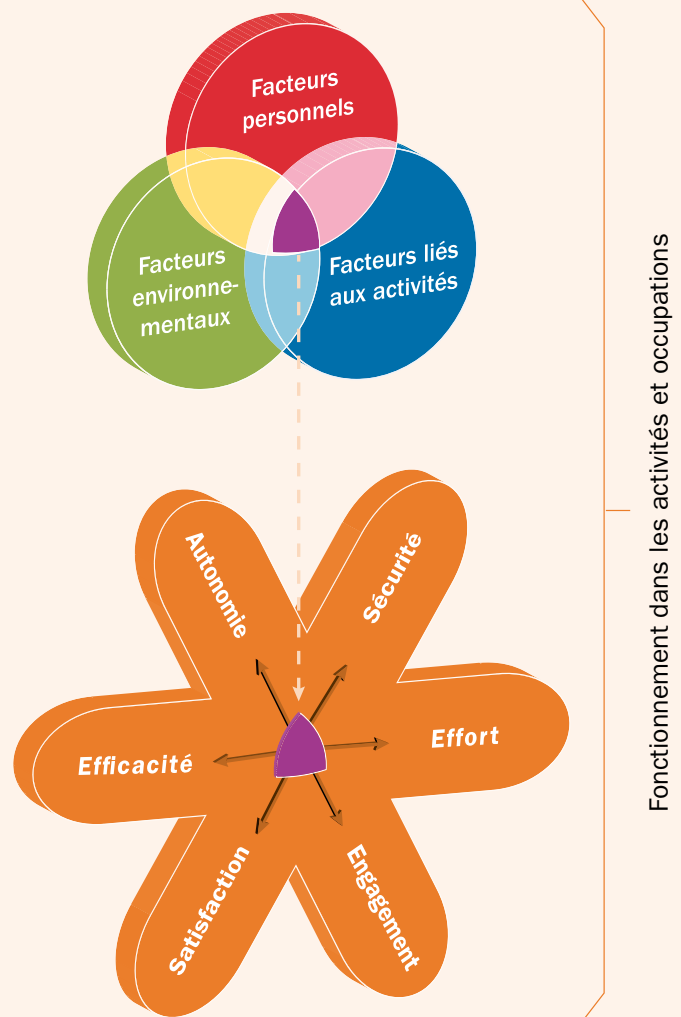 Facteurs
personnels
Facteurs
environne-
mentaux
Facteurs liés
aux activités
Autonomie
Sécurité
Efficacité
Effort
Satisfaction
Engagement
Fonctionnement dans les activités et occupations